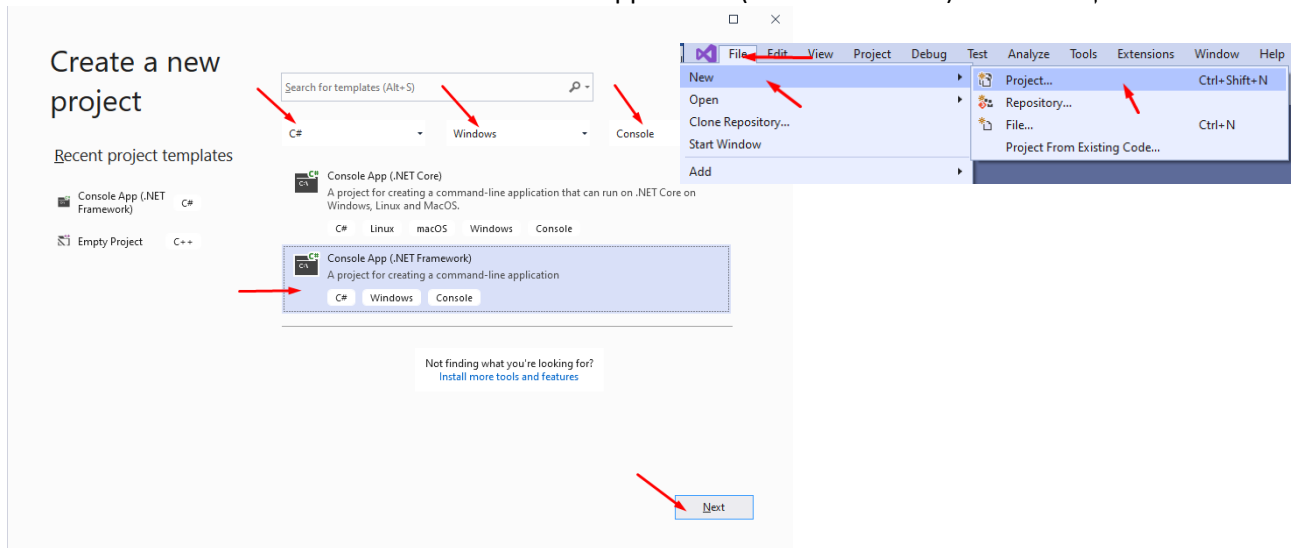 Create a new
project
Recent project templates
Console App (.NET
Framework)
C#
Empty Project
C++
Search for templates (Alt+S)
C#
Windows
Console
Console App (.NET Core)
A project for creating a command-line application that can run on .NET Core on
Windows, Linux and MacOS.
C# Linux macOS Windows Console
Console App (.NET Framework)
A project for creating a command-line application
C# Windows Console
Not finding what you're looking for?
Install more tools and features
Next
File Edit View Project Debug Test Analyze Tools Extensions Window Help
New
Open
Clone Repository...
Start Window
Add
Project... Ctrl+Shift+N
Repository...
File... Ctrl+N
Project From Existing Code...